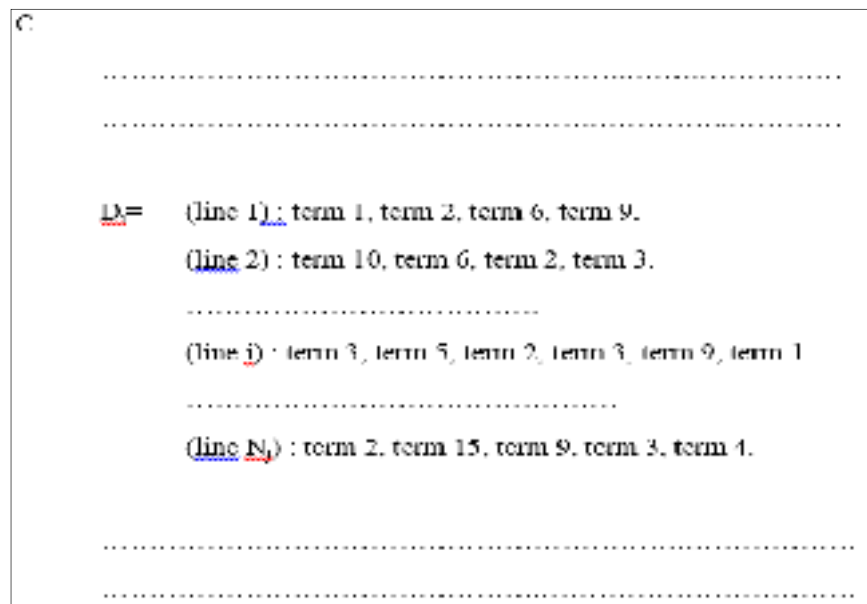 C
……………………………………………………………………
……………………………………………………………………
Dᵢ= (line 1) : term 1, term 2, term 6, term 9.
(line 2) : term 10, term 6, term 2, term 3.
………………………………
(line i) : term 3, term 5, term 2, term 3, term 9, term 1
……………………………………
(line Nⱼ) : term 2, term 15, term 9, term 3, term 4.
……………………………………………………………………
……………………………………………………………………